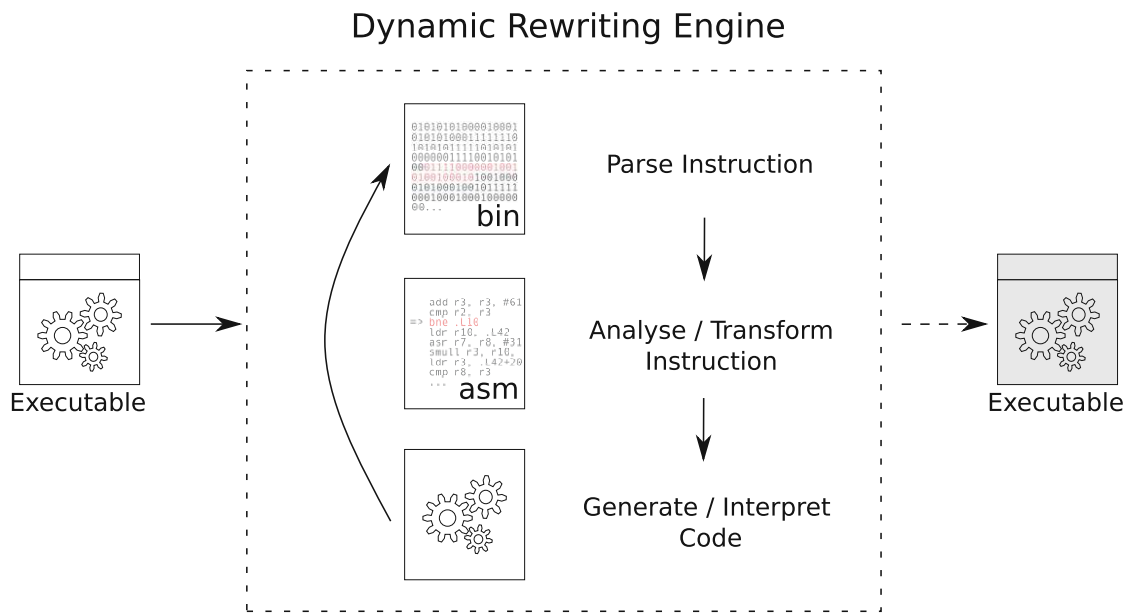 Dynamic Rewriting Engine
01010101000010001
01010100011111110
10101011111010101
00000011110010101
000011110000001001
01001000101001000
01010001001011111
00010001000100000
00...
bin
Parse Instruction
add r3, r3, #61
cmp r2, r3
=> bne .L10
ldr r10, .L42
asr r7, r8, #31
smull r3, r10,
ldr r3, .L42+20
cmp r8, r3
...
asm
Analyse / Transform
Instruction
Generate / Interpret
Code
Executable
Executable